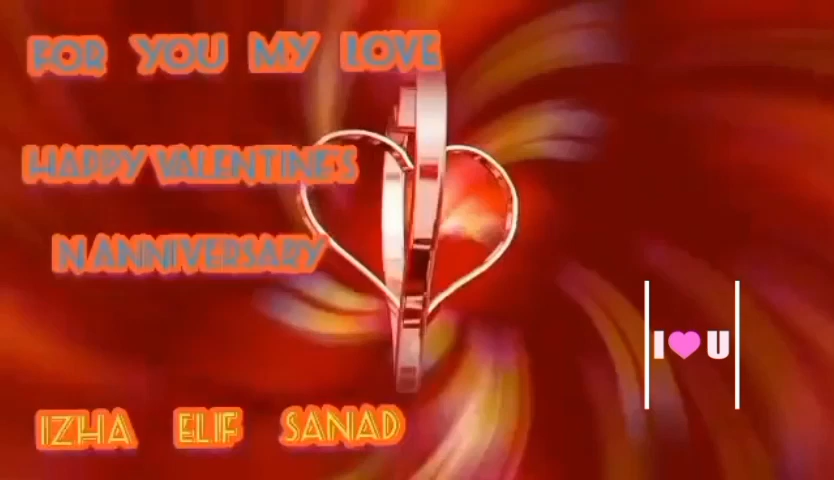 FOR YOU MY LOVE
HAPPY VALENTINE'S
N ANNIVERSARY
I🩷U
IZHA ELIF SANAD